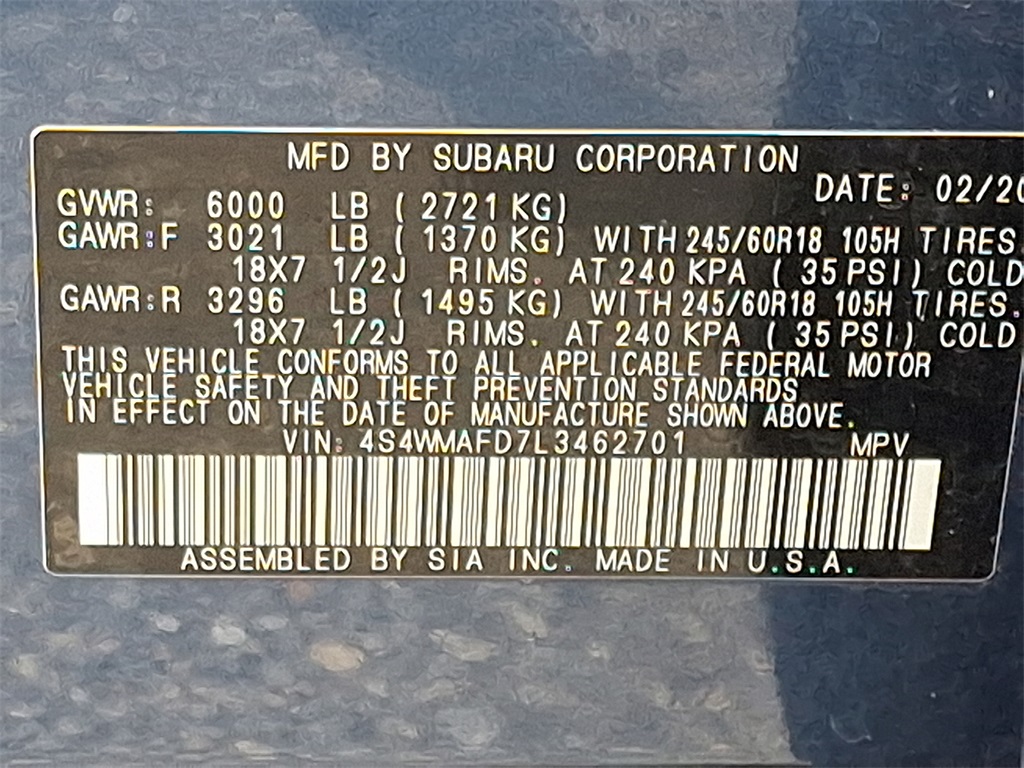 MFD BY SUBARU CORPORATION
DATE: 02/20
GVWR: 6000 LB ( 2721 KG)
GAWR:F 3021 LB ( 1370 KG) WITH 245/60R18 105H TIRES.
18X7 1/2J RIMS. AT 240 KPA ( 35 PSI) COLD
GAWR:R 3296 LB ( 1495 KG) WITH 245/60R18 105H TIRES.
18X7 1/2J RIMS. AT 240 KPA ( 35 PSI) COLD
THIS VEHICLE CONFORMS TO ALL APPLICABLE FEDERAL MOTOR
VEHICLE SAFETY AND THEFT PREVENTION STANDARDS
IN EFFECT ON THE DATE OF MANUFACTURE SHOWN ABOVE.
VIN: 4S4WMAFD7L3462701 MPV
ASSEMBLED BY SIA INC. MADE IN U.S.A.